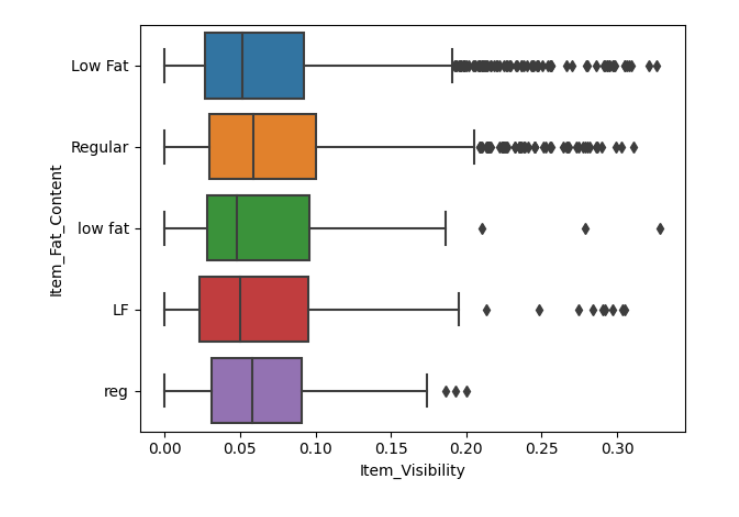 Low Fat
Regular
low fat
LF
reg
Item_Fat_Content
0.00 0.05 0.10 0.15 0.20 0.25 0.30
Item_Visibility